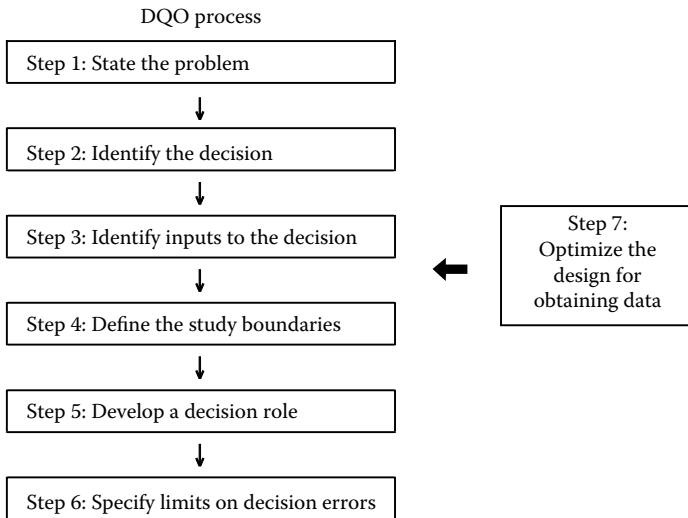 DQO process
Step 1: State the problem
Step 2: Identify the decision
Step 3: Identify inputs to the decision
Step 4: Define the study boundaries
Step 5: Develop a decision role
Step 6: Specify limits on decision errors
Step 7:
Optimize the
design for
obtaining data